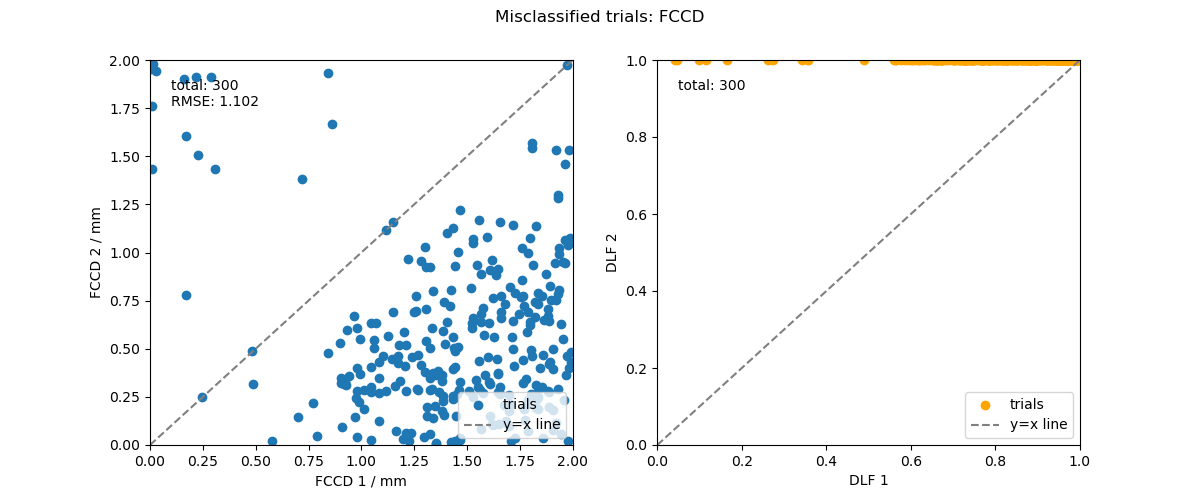 Misclassified trials: FCCD
2.00
1.75
1.50
1.25
1.00
0.75
0.50
0.25
0.00
FCCD 2 / mm
total: 300
RMSE: 1.102
trials
y=x line
0.00 0.25 0.50 0.75 1.00 1.25 1.50 1.75 2.00
FCCD 1 / mm
1.0
0.8
0.6
0.4
0.2
0.0
DLF 2
total: 300
trials
y=x line
0.0 0.2 0.4 0.6 0.8 1.0
DLF 1